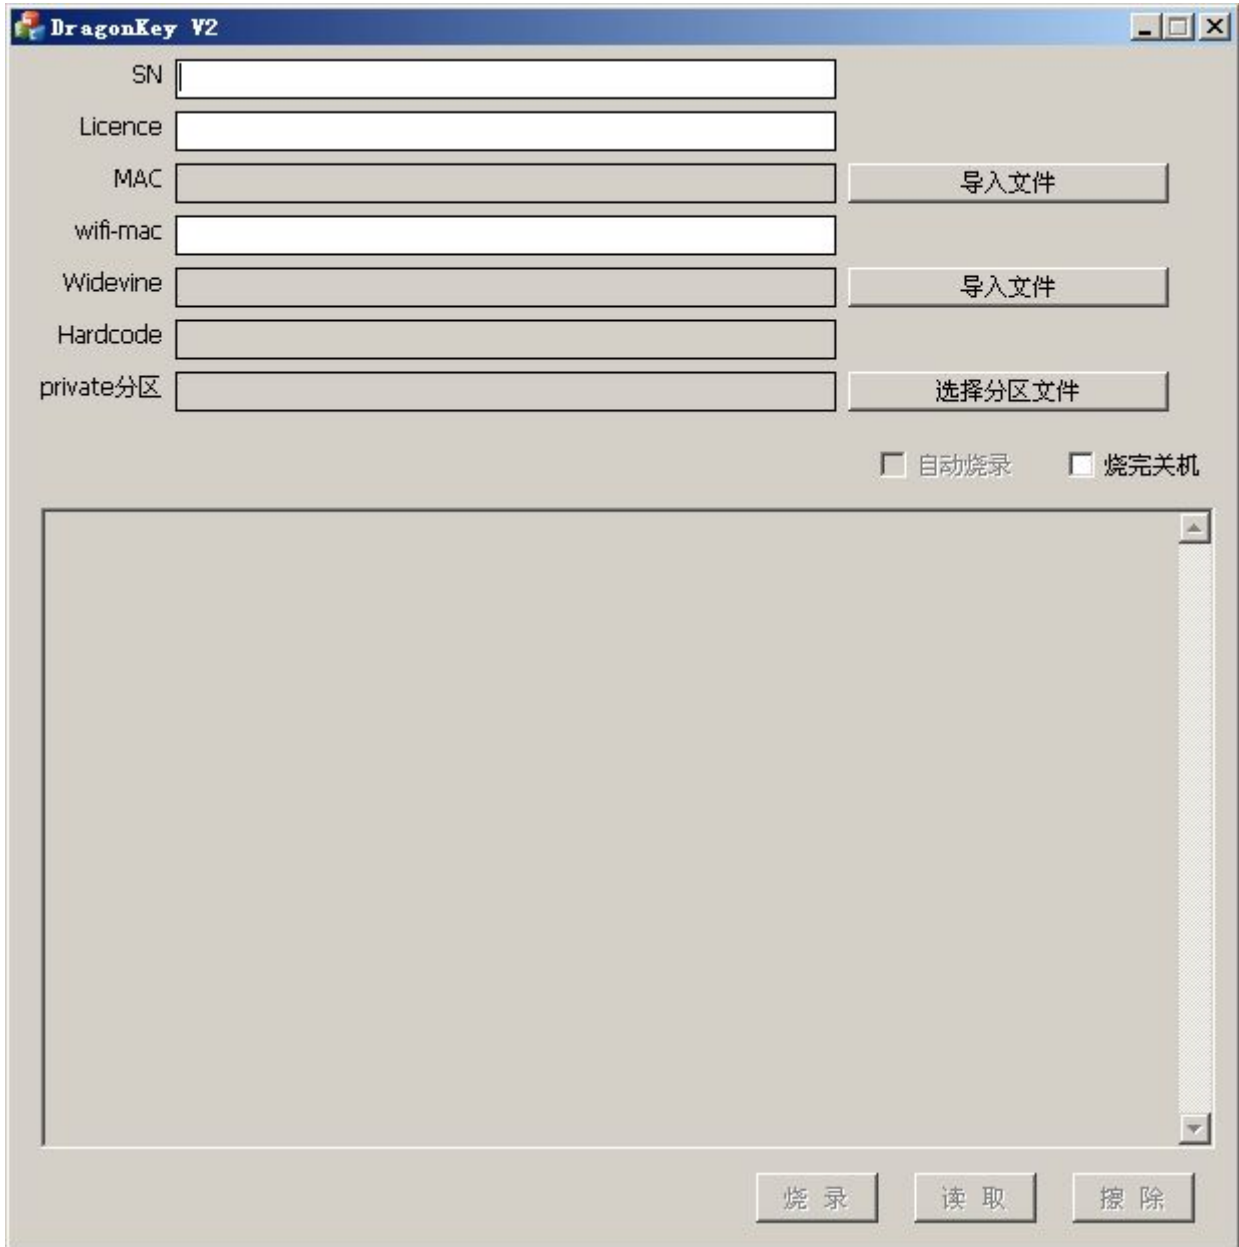 DragonKey V2
SN
Licence
MAC 导入文件
wifi-mac
Widevine 导入文件
Hardcode
private分区 选择分区文件
自动烧录 烧完关机
烧 录 读 取 擦 除